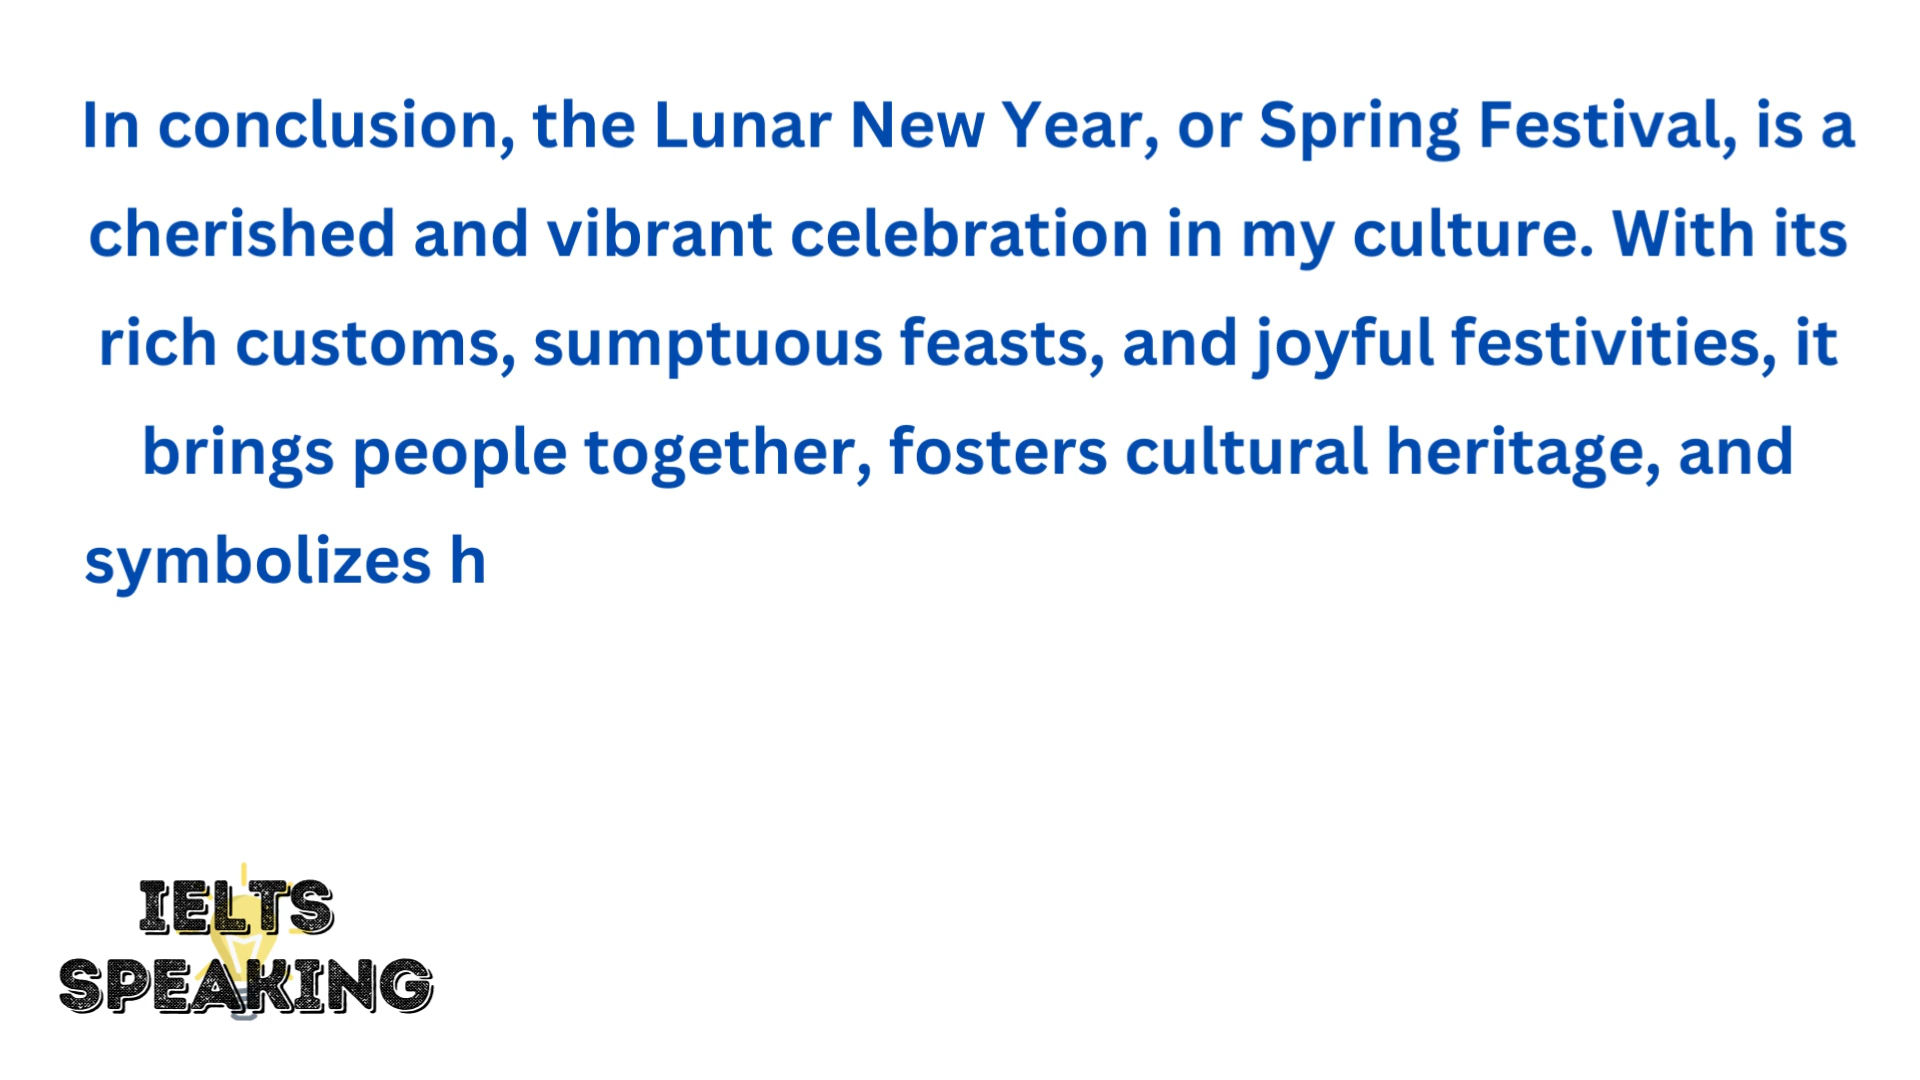 In conclusion, the Lunar New Year, or Spring Festival, is a
cherished and vibrant celebration in my culture. With its
rich customs, sumptuous feasts, and joyful festivities, it
brings people together, fosters cultural heritage, and
symbolizes h
IELTS
SPEAKING